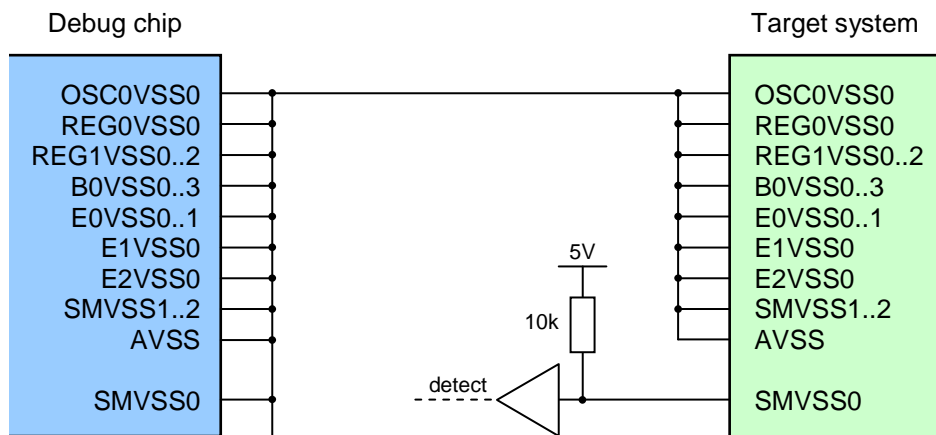 Debug chip
Target system
OSC0VSS0
OSC0VSS0
REG0VSS0
REG0VSS0
REG1VSS0..2
REG1VSS0..2
B0VSS0..3
B0VSS0..3
E0VSS0..1
E0VSS0..1
E1VSS0
5V
E1VSS0
E2VSS0
E2VSS0
SMVSS1..2
10k
SMVSS1..2
AVSS
AVSS
detect
SMVSS0
SMVSS0